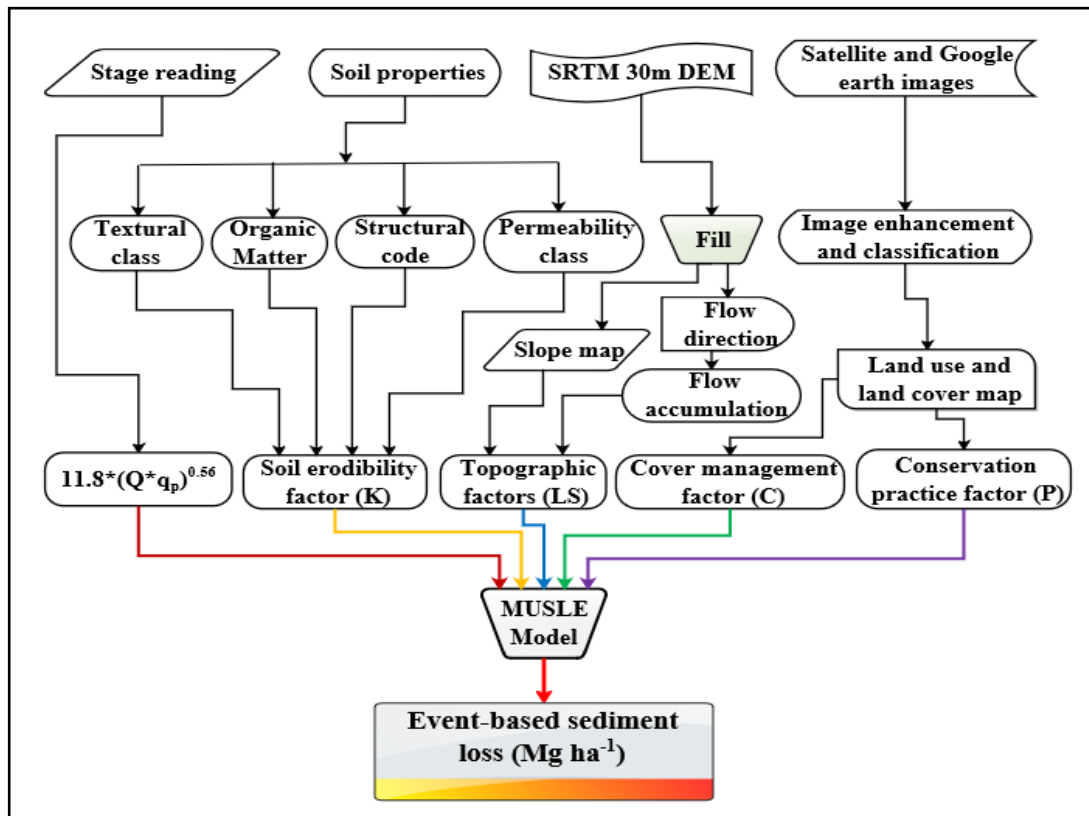 Stage reading
Soil properties
SRTM 30m DEM
Satellite and Google
earth images
Textural
class
Organic
Matter
Structural
code
Permeability
class
Fill
Image enhancement
and classification
Slope map
Flow
direction
Flow
accumulation
Land use and
land cover map
11.8*(Q*qₚ)⁰·⁵⁶
Soil erodibility
factor (K)
Topographic
factors (LS)
Cover management
factor (C)
Conservation
practice factor (P)
MUSLE
Model
Event-based sediment
loss (Mg ha⁻¹)